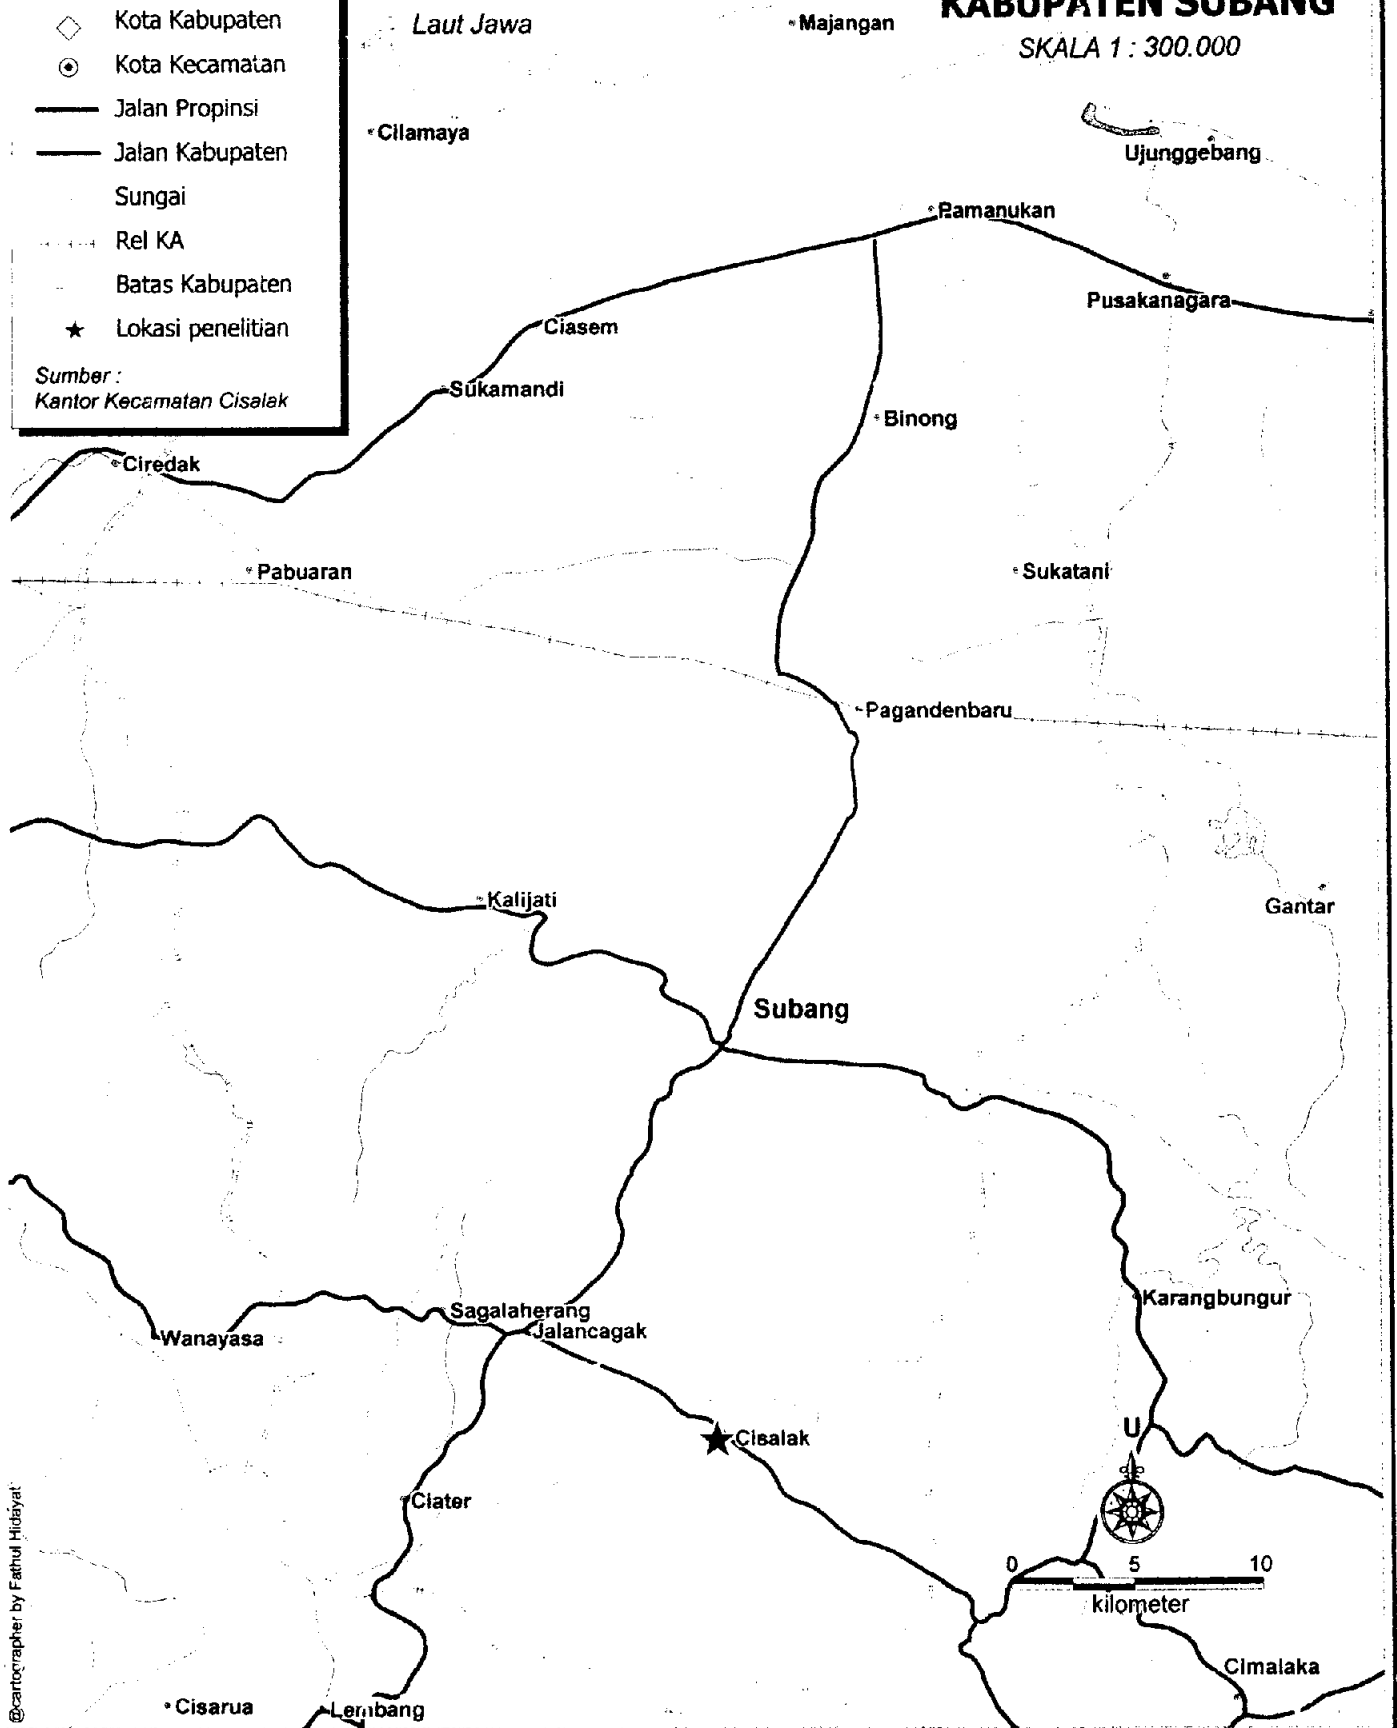 KABUPATEN SUBANG
SKALA 1 : 300.000
Kota Kabupaten
Kota Kecamatan
Jalan Propinsi
Jalan Kabupaten
Sungai
Rel KA
Batas Kabupaten
Lokasi penelitian
Sumber :
Kantor Kecamatan Cisalak
Laut Jawa
Majangan
Cilamaya
Ujunggebang
Pamanukan
Pusakanagara
Ciasem
Sukamandi
Binong
Ciredak
Pabuaran
Sukatani
Pagandenbaru
Kalijati
Gantar
Subang
Karangbungur
Sagalaherang
Jalancagak
Wanayasa
U
Cisalak
Ciater
0 5 10
kilometer
Cimalaka
Cisarua
Lembang
@cartographer by Fathul Hidayat